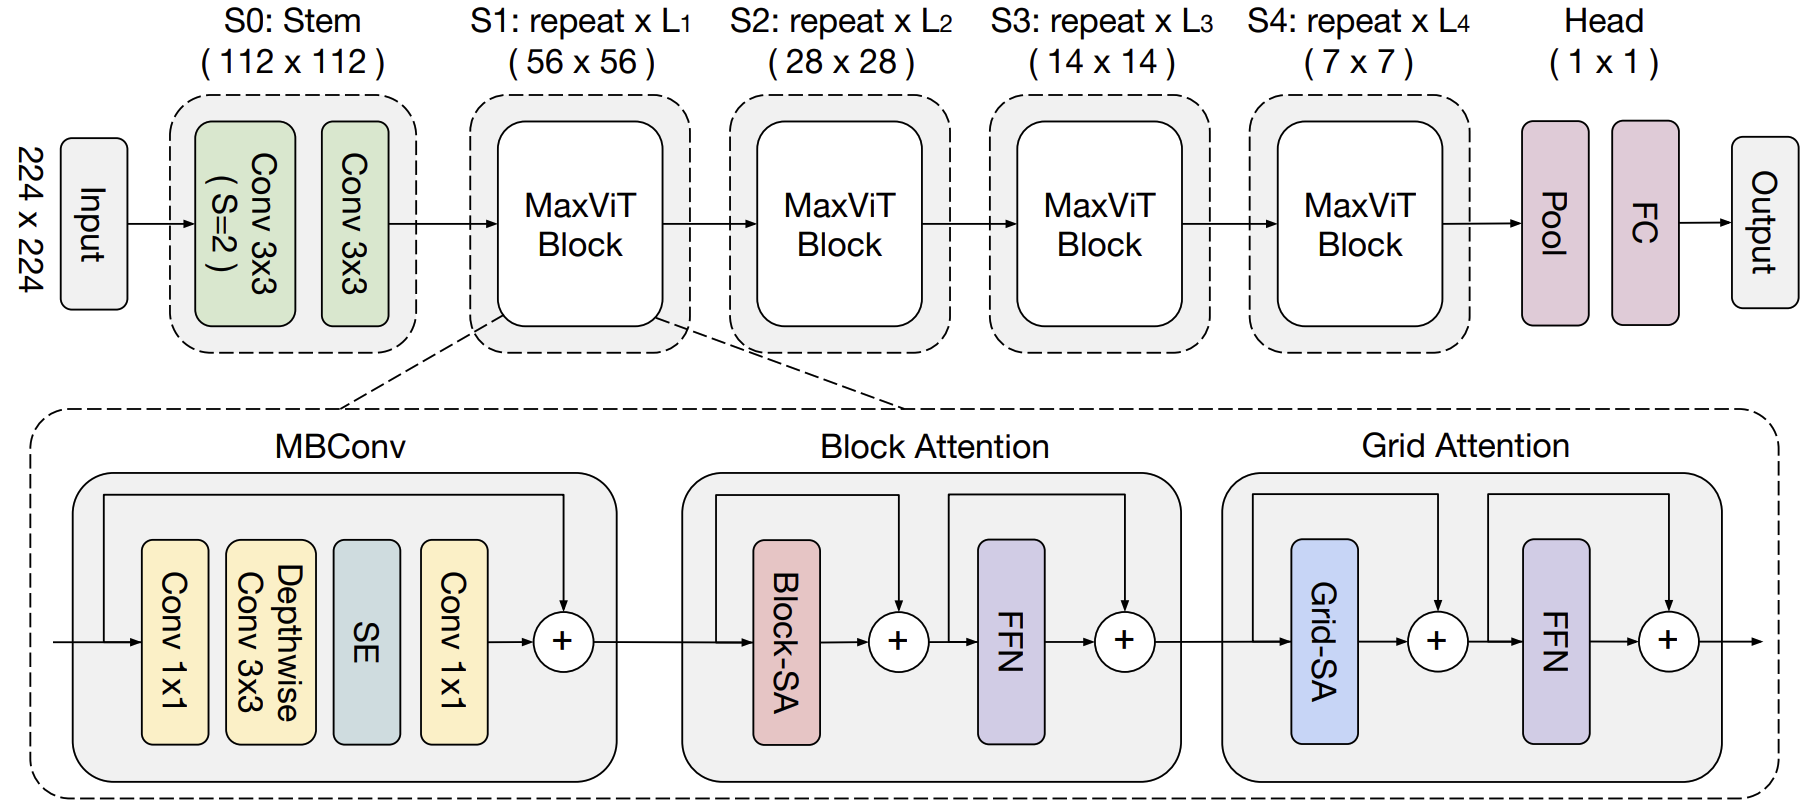 S0: Stem
( 112 x 112 )
S1: repeat x L1
( 56 x 56 )
S2: repeat x L2
( 28 x 28 )
S3: repeat x L3
( 14 x 14 )
S4: repeat x L4
( 7 x 7 )
Head
( 1 x 1 )
224 x 224
Input
Conv 3x3
( S=2 )
Conv 3x3
MaxViT
Block
MaxViT
Block
MaxViT
Block
MaxViT
Block
Pool
FC
Output
MBConv
Conv 1x1
Depthwise
Conv 3x3
SE
Conv 1x1
+
Block Attention
Block-SA
+
FFN
+
Grid Attention
Grid-SA
+
FFN
+